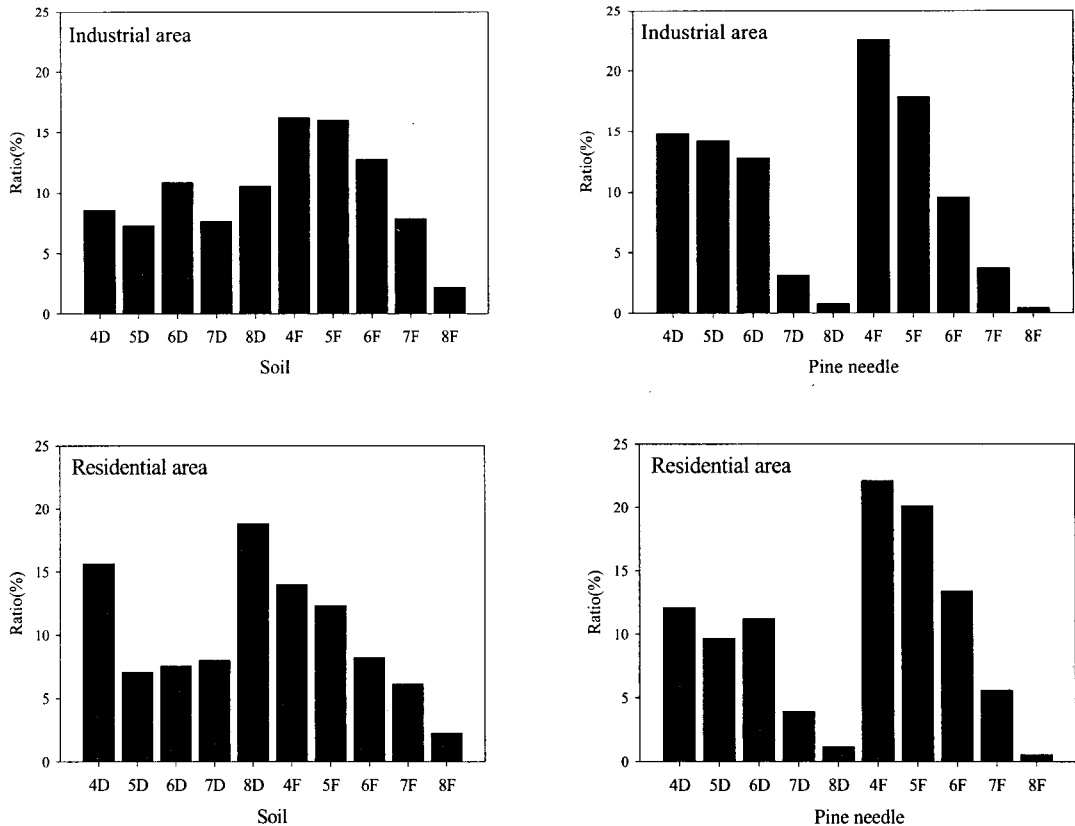 Industrial area
25
20
15
10
5
0
Ratio(%)
4D 5D 6D 7D 8D 4F 5F 6F 7F 8F
Soil
Industrial area
25
20
15
10
5
0
Ratio(%)
4D 5D 6D 7D 8D 4F 5F 6F 7F 8F
Pine needle
Residential area
25
20
15
10
5
0
Ratio(%)
4D 5D 6D 7D 8D 4F 5F 6F 7F 8F
Soil
Residential area
25
20
15
10
5
0
Ratio(%)
4D 5D 6D 7D 8D 4F 5F 6F 7F 8F
Pine needle